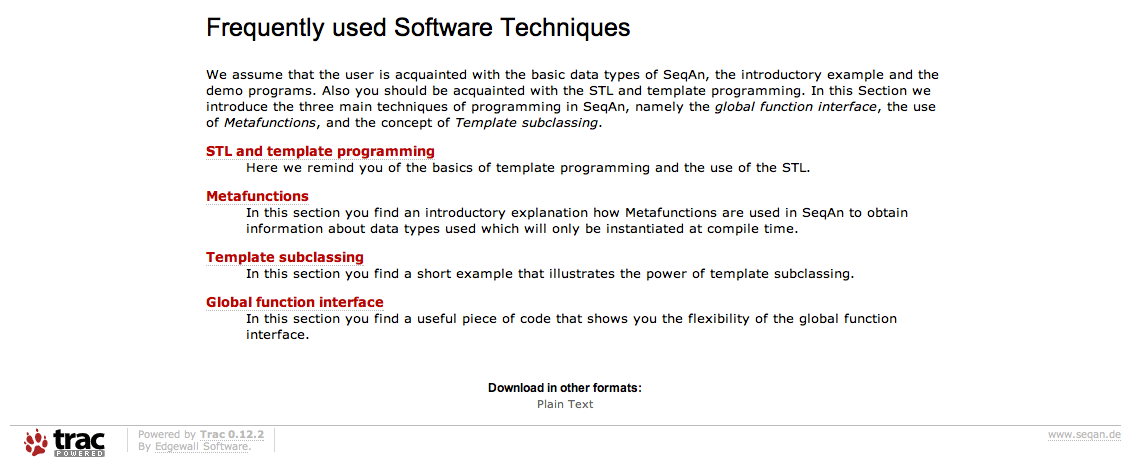 Frequently used Software Techniques
We assume that the user is acquainted with the basic data types of SeqAn, the introductory example and the
demo programs. Also you should be acquainted with the STL and template programming. In this Section we
introduce the three main techniques of programming in SeqAn, namely the global function interface, the use
of Metafunctions, and the concept of Template subclassing.
STL and template programming
Here we remind you of the basics of template programming and the use of the STL.
Metafunctions
In this section you find an introductory explanation how Metafunctions are used in SeqAn to obtain
information about data types used which will only be instantiated at compile time.
Template subclassing
In this section you find a short example that illustrates the power of template subclassing.
Global function interface
In this section you find a useful piece of code that shows you the flexibility of the global function
interface.
Download in other formats:
Plain Text
trac
POWERED
Powered by Trac 0.12.2
By Edgewall Software.
www.seqan.de